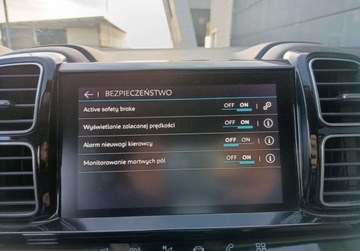 ← BEZPIECZEŃSTWO
Active safety brake OFF ON
Wyświetlanie zalecanej prędkości OFF ON
Alarm nieuwagi kierowcy OFF ON
Monitorowanie martwych pól OFF ON